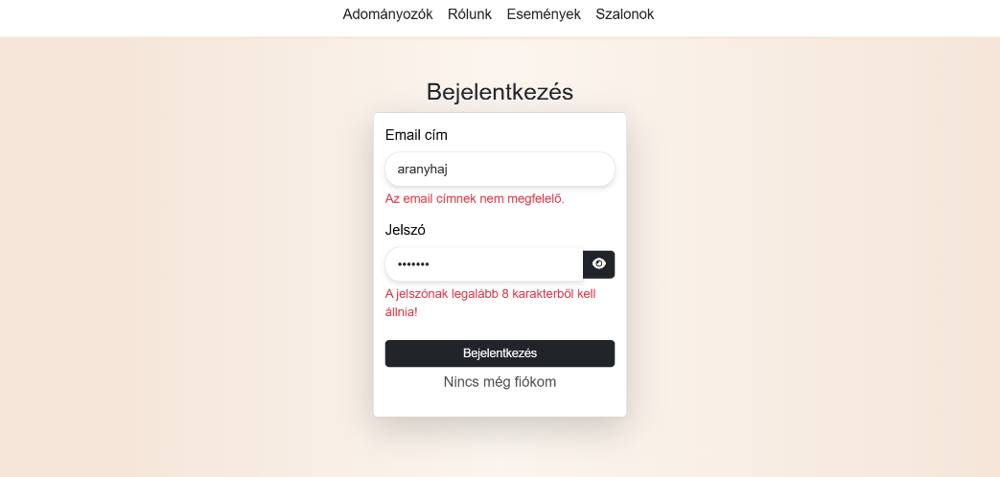 Adományozók Rólunk Események Szalonok
Bejelentkezés
Email cím
aranyhaj
Az email címnek nem megfelelő.
Jelszó
•••••••
A jelszónak legalább 8 karakterből kell
állnia!
Bejelentkezés
Nincs még fiókom